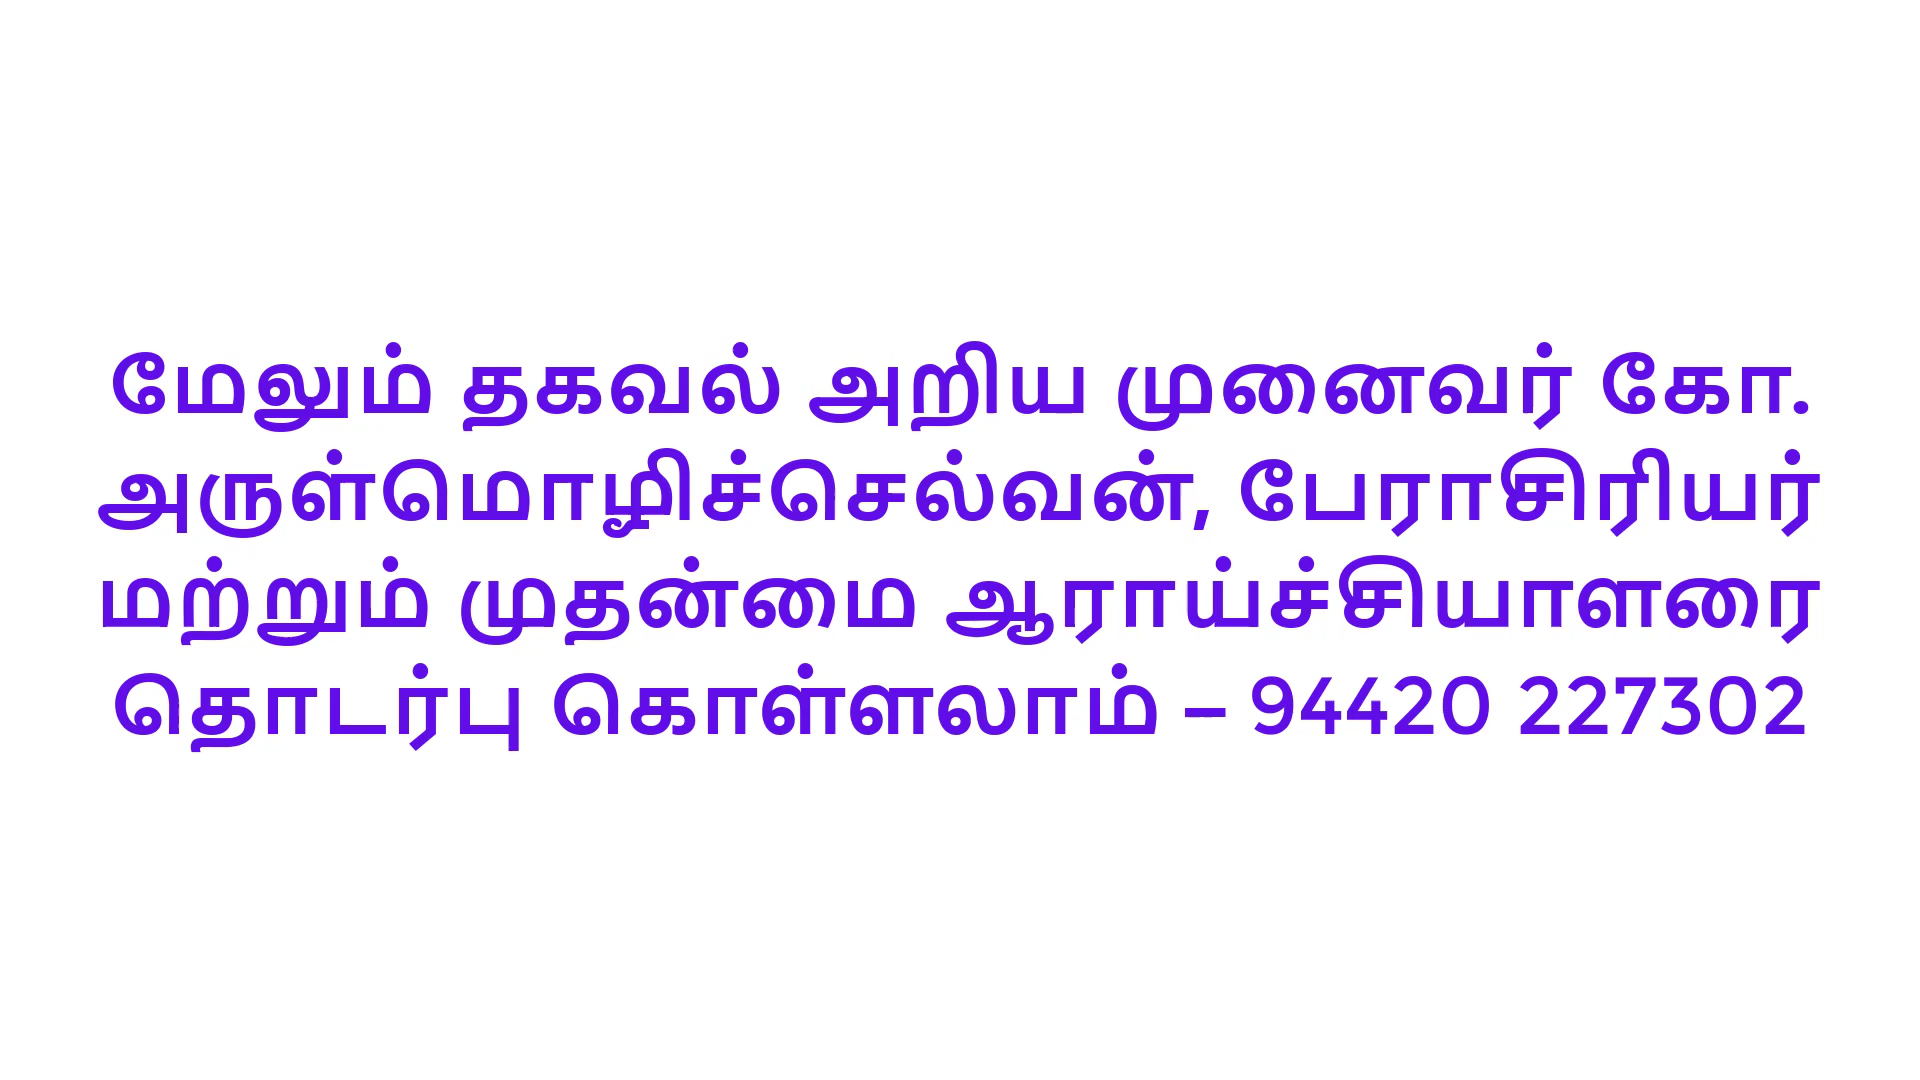 மேலும் தகவல் அறிய முனைவர் கோ.
அருள்மொழிச்செல்வன், பேராசிரியர்
மற்றும் முதன்மை ஆராய்ச்சியாளரை
தொடர்பு கொள்ளலாம் – 94420 227302